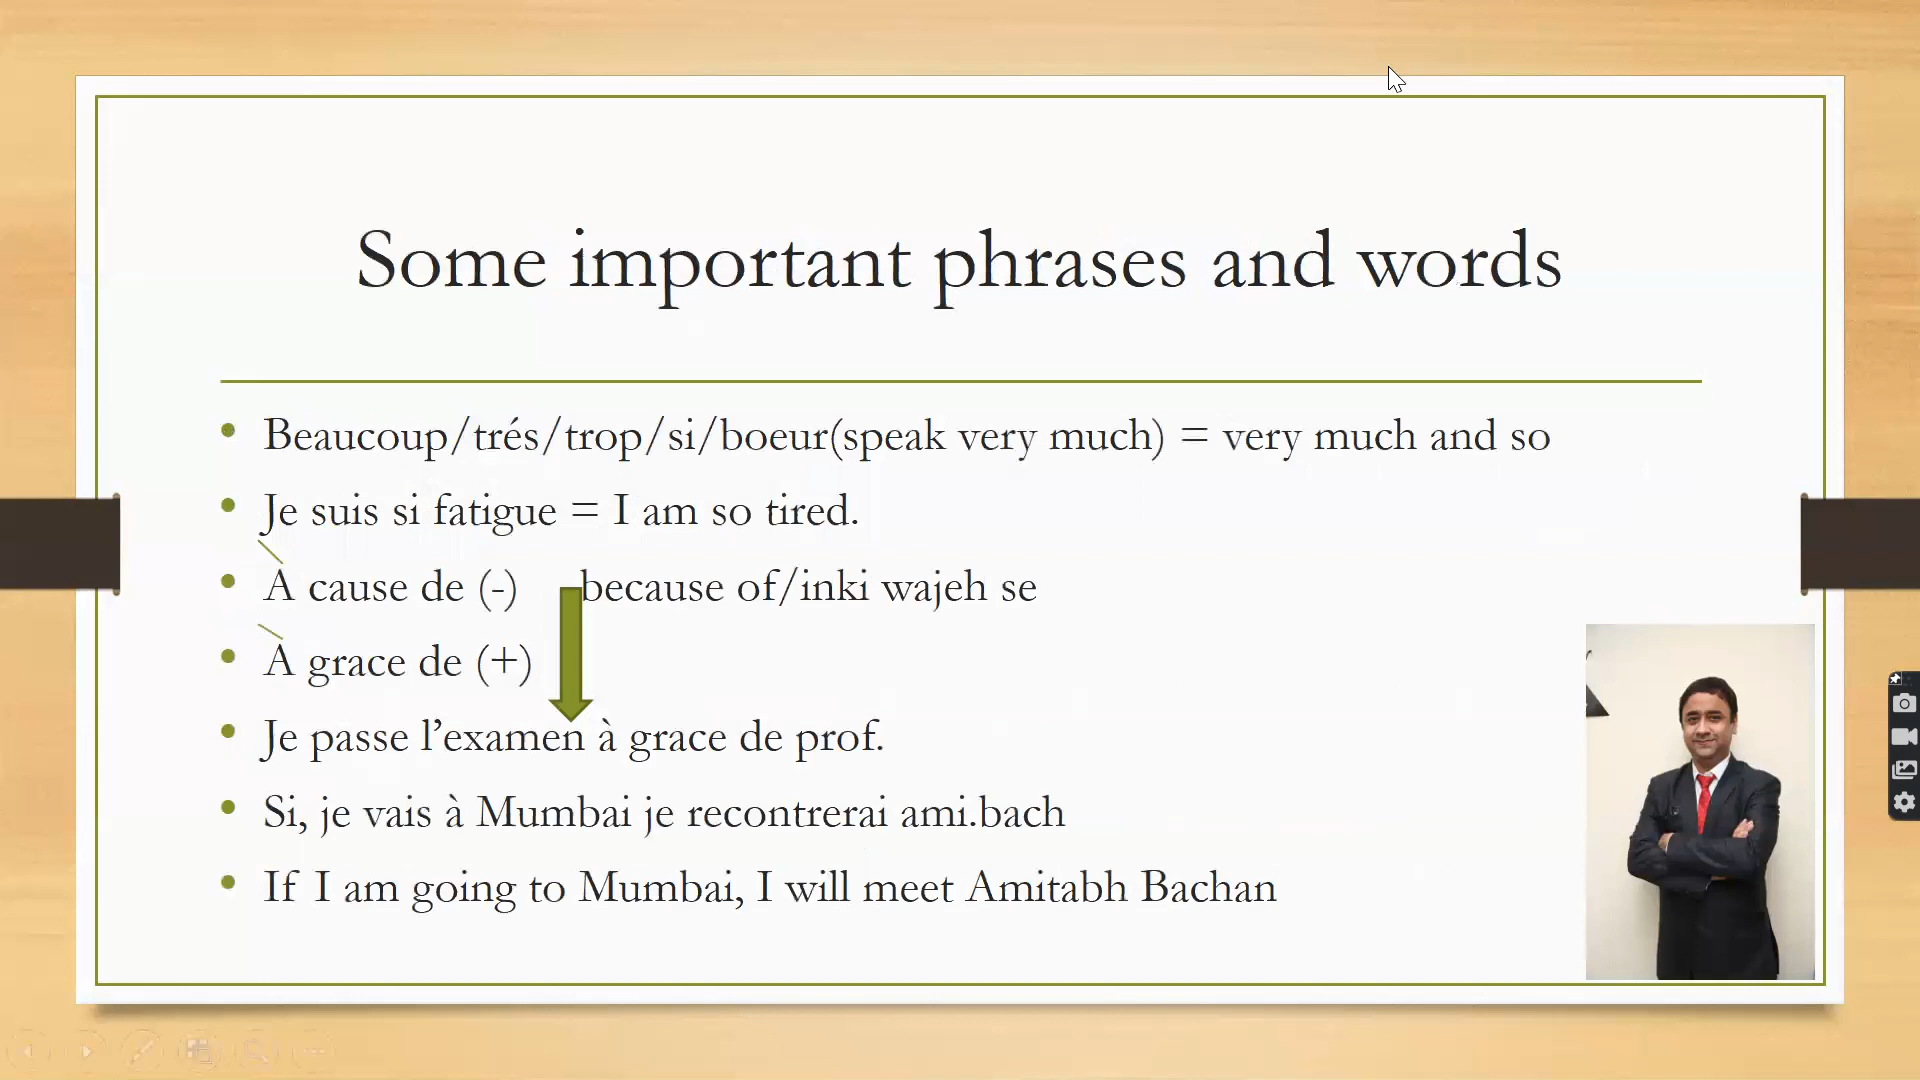 Some important phrases and words
Beaucoup/trés/trop/si/boeur(speak very much) = very much and so
Je suis si fatigue = I am so tired.
À cause de (-) because of/inki wajeh se
À grace de (+)
Je passe l’examen à grace de prof.
Si, je vais à Mumbai je recontrerai ami.bach
If I am going to Mumbai, I will meet Amitabh Bachan